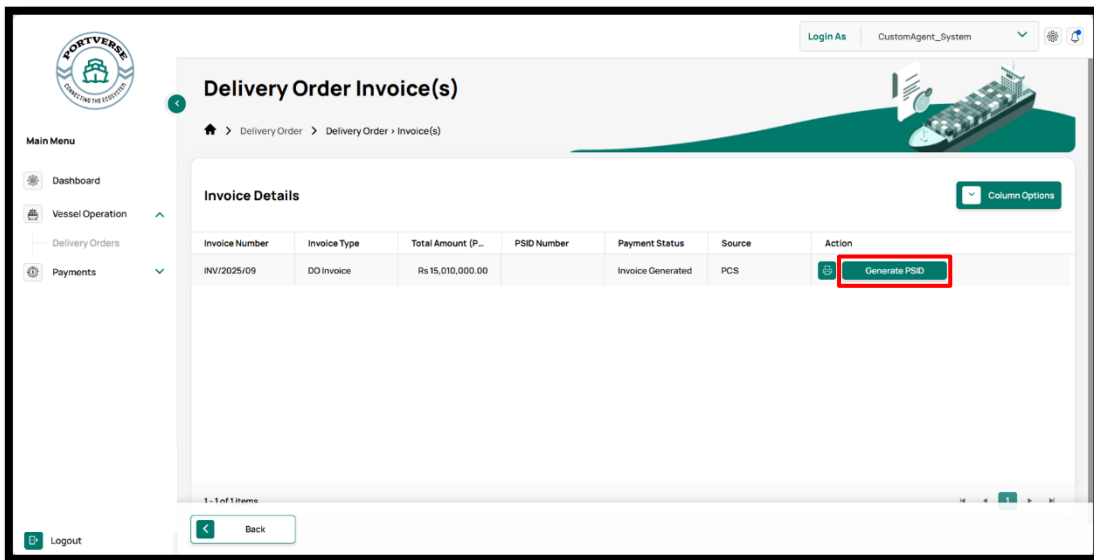 PORTVERSE
CONNECTING THE ECOSYSTEM
Login As CustomAgent_System
Delivery Order Invoice(s)
> Delivery Order > Delivery Order › Invoice(s)
Main Menu
Dashboard
Vessel Operation
Delivery Orders
Payments
Invoice Details
Column Options
Invoice Number Invoice Type Total Amount (P... PSID Number Payment Status Source Action
INV/2025/09 DO Invoice Rs 15,010,000.00 Invoice Generated PCS Generate PSID
1 - 1 of 1 items
1
Back
Logout